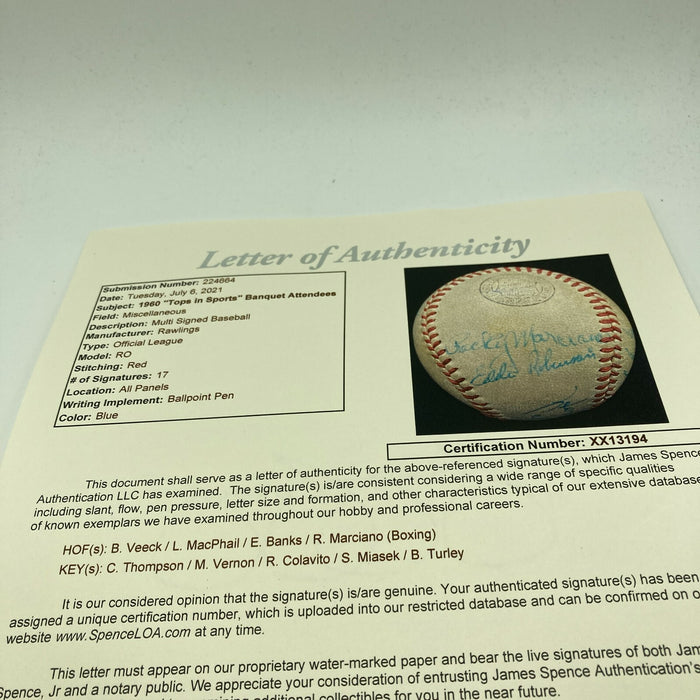 Letter of Authenticity
Submission Number: 224664
Date: Tuesday, July 6, 2021
Subject: 1960 "Tops in Sports" Banquet Attendees
Field: Miscellaneous
Description: Multi Signed Baseball
Manufacturer: Rawlings
Type: Official League
Model: RO
Stitching: Red
# of Signatures: 17
Location: All Panels
Writing Implement: Ballpoint Pen
Color: Blue
Rocky Marciano
Eddie Robinson
Certification Number: XX13194
This document shall serve as a letter of authenticity for the above-referenced signature(s), which James Spence
Authentication LLC has examined. The signature(s) is/are consistent considering a wide range of specific qualities
including slant, flow, pen pressure, letter size and formation, and other characteristics typical of our extensive database
of known exemplars we have examined throughout our hobby and professional careers.
HOF(s): B. Veeck / L. MacPhail / E. Banks / R. Marciano (Boxing)
KEY(s): C. Thompson / M. Vernon / R. Colavito / S. Miasek / B. Turley
It is our considered opinion that the signature(s) is/are genuine. Your authenticated signature(s) has been
assigned a unique certification number, which is uploaded into our restricted database and can be confirmed on o
website www.SpenceLOA.com at any time.
This letter must appear on our proprietary water-marked paper and bear the live signatures of both Jam
Spence, Jr and a notary public. We appreciate your consideration of entrusting James Spence Authentication's
additional collectibles for you in the near future.